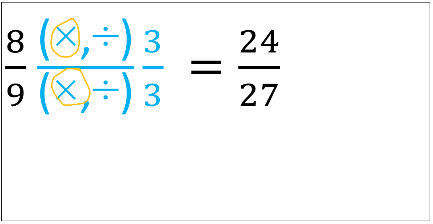 8 (×,÷) 3 = 24
9 (×,÷) 3 27